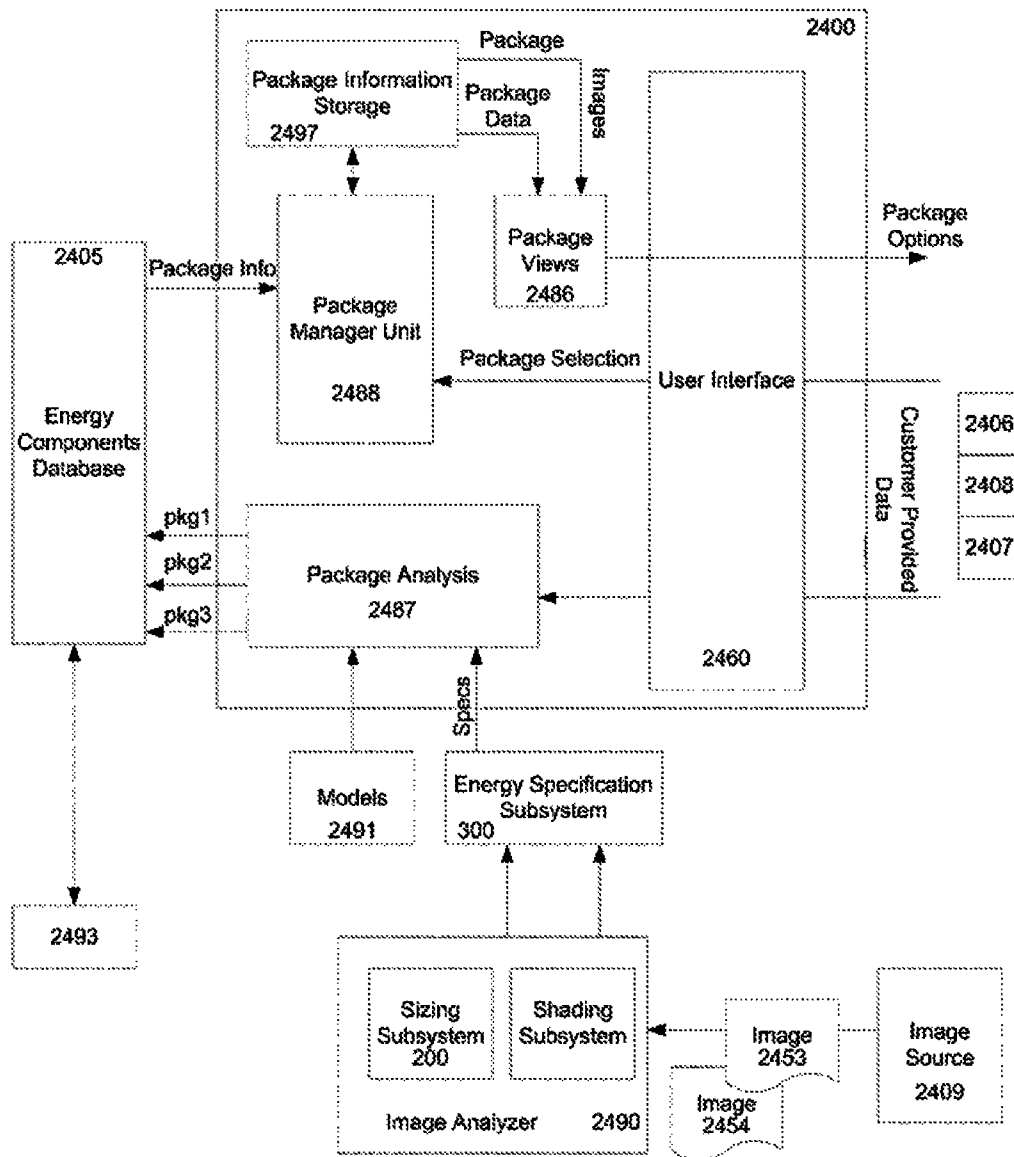 2400
Package
Images
Package Information
Storage
2497
Package
Data
Package
Views
2486
Package
Options
2405
Package Info
Package
Manager Unit
2488
Package Selection
User Interface
Energy
Components
Database
Customer Provided
Data
2406
2408
2407
pkg1
pkg2
pkg3
Package Analysis
2487
2460
Specs
Models
2491
Energy Specification
Subsystem
300
2493
Sizing
Subsystem
200
Shading
Subsystem
Image Analyzer
2490
Image
2453
Image
2454
Image
Source
2409